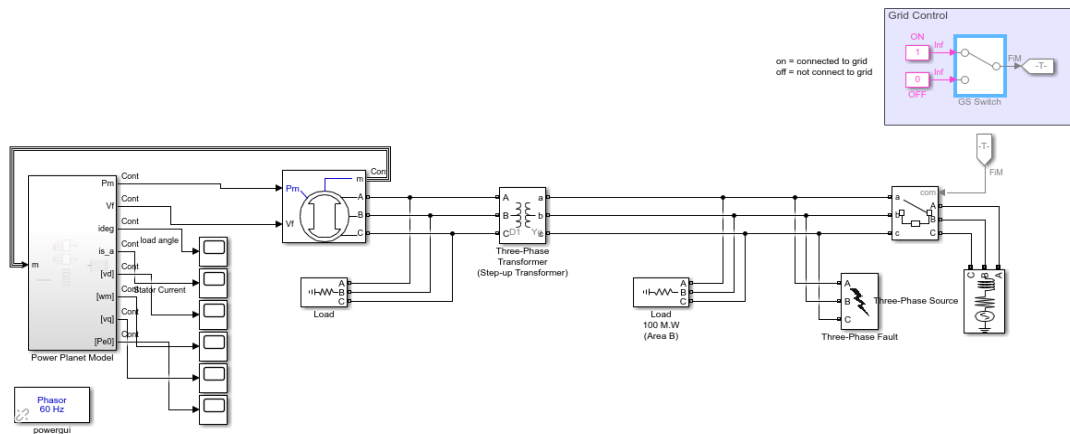 Grid Control
ON
1
Inf
0
Inf
OFF
GS Switch
FiM
-T-
on = connected to grid
off = not connect to grid
-T-
FiM
Cont
m
Pm
Vf
A
B
C
m
Pm
Cont
Vf
Cont
ideg
Cont
load angle
is_a
Cont
[vd]
Cont
Stator Current
[wm]
Cont
[vq]
Cont
[Pe0]
Cont
Power Planet Model
Phasor
60 Hz
powergui
A
B
C
Load
A
B
C
a
b
c
D1
Yg
Three-Phase
Transformer
(Step-up Transformer)
A
B
C
Load
100 M.W
(Area B)
A
B
C
Three-Phase Fault
com
a
b
c
A
B
C
Three-Phase Source
C
B
A